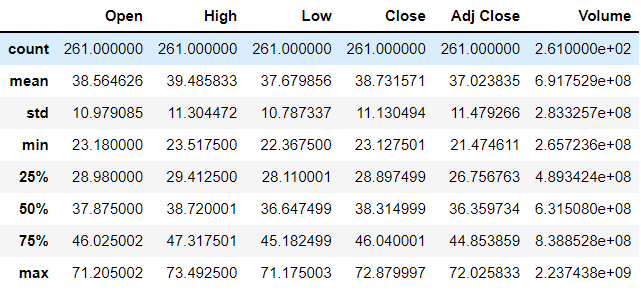 Open High Low Close Adj Close Volume
count 261.000000 261.000000 261.000000 261.000000 261.000000 2.610000e+02
mean 38.564626 39.485833 37.679856 38.731571 37.023835 6.917529e+08
std 10.979085 11.304472 10.787337 11.130494 11.479266 2.833257e+08
min 23.180000 23.517500 22.367500 23.127501 21.474611 2.657236e+08
25% 28.980000 29.412500 28.110001 28.897499 26.756763 4.893424e+08
50% 37.875000 38.720001 36.647499 38.314999 36.359734 6.315080e+08
75% 46.025002 47.317501 45.182499 46.040001 44.853859 8.388528e+08
max 71.205002 73.492500 71.175003 72.879997 72.025833 2.237438e+09